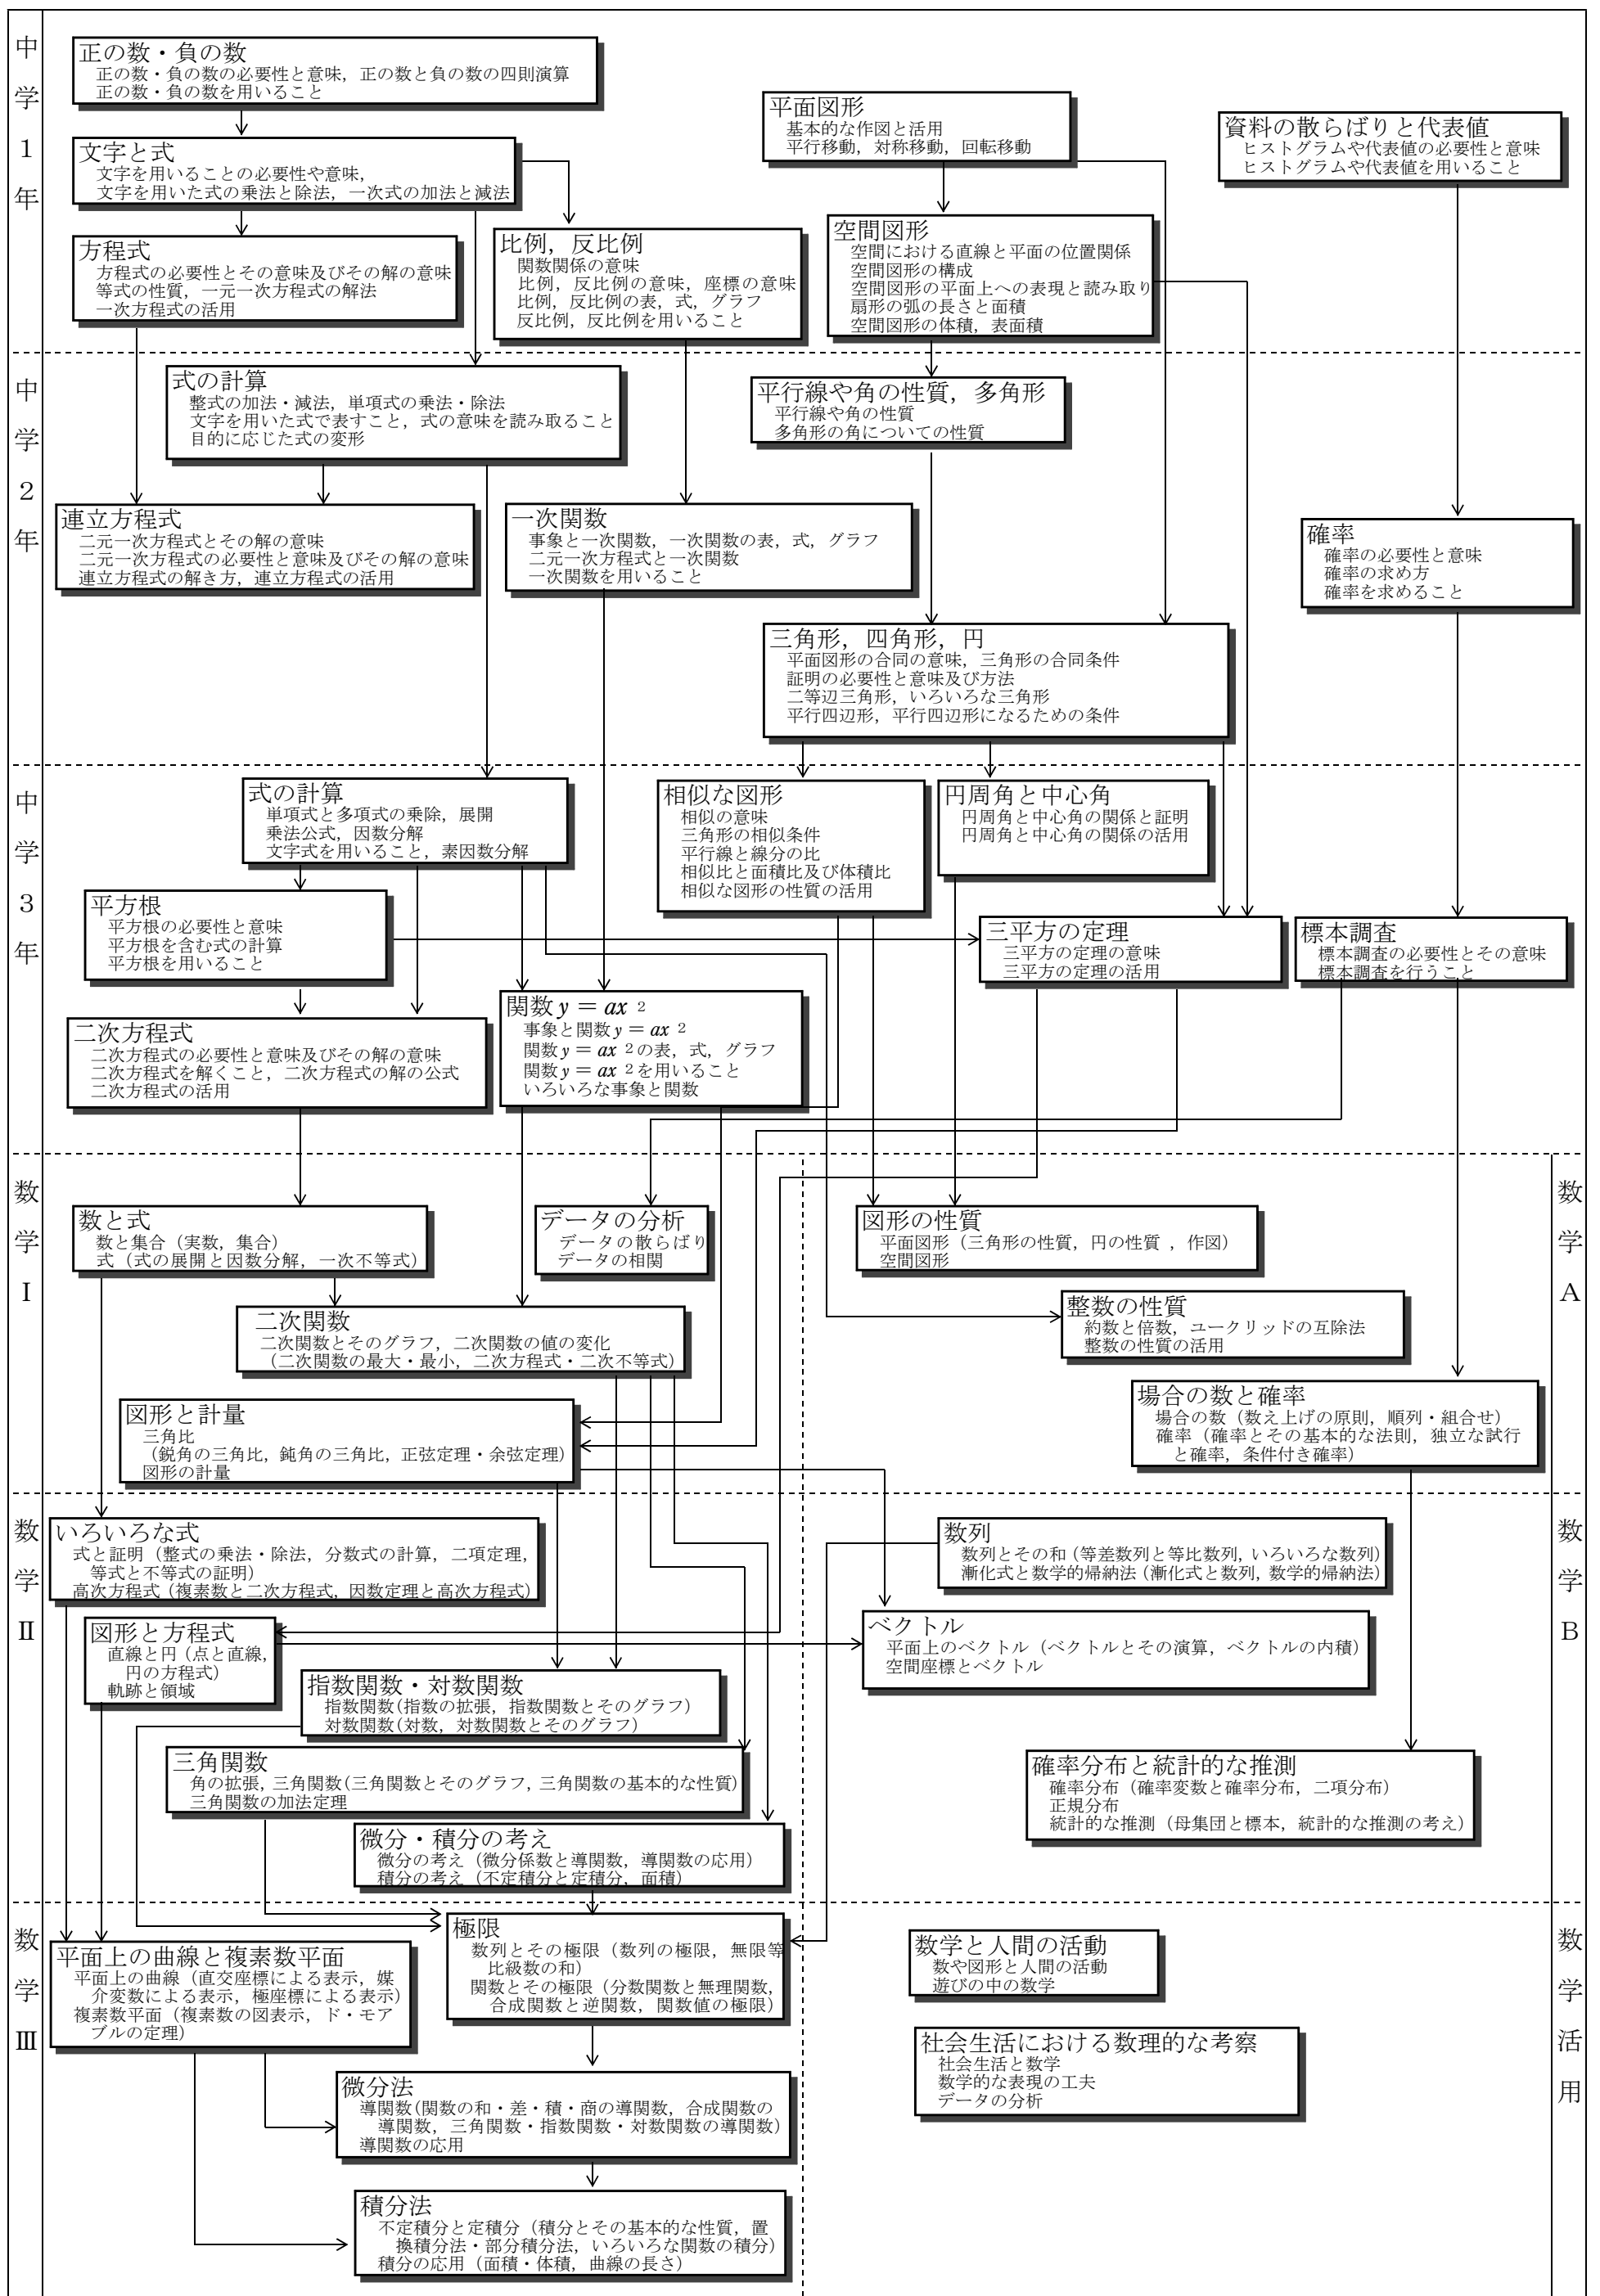 中学1年
正の数・負の数
正の数・負の数の必要性と意味，正の数と負の数の四則演算
正の数・負の数を用いること
文字と式
文字を用いることの必要性や意味，
文字を用いた式の乗法と除法，一次式の加法と減法
方程式
方程式の必要性とその意味及びその解の意味
等式の性質，一元一次方程式の解法
一次方程式の活用
比例，反比例
関数関係の意味
比例，反比例の意味，座標の意味
比例，反比例の表，式，グラフ
反比例，反比例を用いること
平面図形
基本的な作図と活用
平行移動，対称移動，回転移動
空間図形
空間における直線と平面の位置関係
空間図形の構成
空間図形の平面上への表現と読み取り
扇形の弧の長さと面積
空間図形の体積，表面積
資料の散らばりと代表値
ヒストグラムや代表値の必要性と意味
ヒストグラムや代表値を用いること
中学2年
式の計算
整式の加法・減法，単項式の乗法・除法
文字を用いた式で表すこと，式の意味を読み取ること
目的に応じた式の変形
連立方程式
二元一次方程式とその解の意味
二元一次方程式の必要性と意味及びその解の意味
連立方程式の解き方，連立方程式の活用
一次関数
事象と一次関数，一次関数の表，式，グラフ
二元一次方程式と一次関数
一次関数を用いること
平行線や角の性質，多角形
平行線や角の性質
多角形の角についての性質
三角形，四角形，円
平面図形の合同の意味，三角形の合同条件
証明の必要性と意味及び方法
二等辺三角形，いろいろな三角形
平行四辺形，平行四辺形になるための条件
確率
確率の必要性と意味
確率の求め方
確率を求めること
中学3年
式の計算
単項式と多項式の乗除，展開
乗法公式，因数分解
文字式を用いること，素因数分解
平方根
平方根の必要性と意味
平方根を含む式の計算
平方根を用いること
二次方程式
二次方程式の必要性と意味及びその解の意味
二次方程式を解くこと，二次方程式の解の公式
二次方程式の活用
関数 y = ax 2
事象と関数 y = ax 2
関数 y = ax 2 の表，式，グラフ
関数 y = ax 2 を用いること
いろいろな事象と関数
相似な図形
相似の意味
三角形の相似条件
平行線と線分の比
相似比と面積比及び体積比
相似な図形の性質の活用
円周角と中心角
円周角と中心角の関係と証明
円周角と中心角の関係の活用
三平方の定理
三平方の定理の意味
三平方の定理の活用
標本調査
標本調査の必要性とその意味
標本調査を行うこと
数学Ⅰ
数と式
数と集合（実数，集合）
式（式の展開と因数分解，一次不等式）
データの分析
データの散らばり
データの相関
二次関数
二次関数とそのグラフ，二次関数の値の変化
（二次関数の最大・最小，二次方程式・二次不等式）
図形と計量
三角比
（鋭角の三角比，鈍角の三角比，正弦定理・余弦定理）
図形の計量
数学A
図形の性質
平面図形（三角形の性質，円の性質 ，作図）
空間図形
整数の性質
約数と倍数，ユークリッドの互除法
整数の性質の活用
場合の数と確率
場合の数（数え上げの原則，順列・組合せ）
確率（確率とその基本的な法則，独立な試行
と確率，条件付き確率）
数学Ⅱ
いろいろな式
式と証明（整式の乗法・除法，分数式の計算，二項定理，
等式と不等式の証明）
高次方程式（複素数と二次方程式，因数定理と高次方程式）
図形と方程式
直線と円（点と直線，
円の方程式）
軌跡と領域
指数関数・対数関数
指数関数（指数の拡張，指数関数とそのグラフ）
対数関数（対数，対数関数とそのグラフ）
三角関数
角の拡張，三角関数（三角関数とそのグラフ，三角関数の基本的な性質）
三角関数の加法定理
微分・積分の考え
微分の考え（微分係数と導関数，導関数の応用）
積分の考え（不定積分と定積分，面積）
数学B
数列
数列とその和（等差数列と等比数列，いろいろな数列）
漸化式と数学的帰納法（漸化式と数列，数学的帰納法）
ベクトル
平面上のベクトル（ベクトルとその演算，ベクトルの内積）
空間座標とベクトル
確率分布と統計的な推測
確率分布（確率変数と確率分布，二項分布）
正規分布
統計的な推測（母集団と標本，統計的な推測の考え）
数学Ⅲ
平面上の曲線と複素数平面
平面上の曲線（直交座標による表示，媒
介変数による表示，極座標による表示）
複素数平面（複素数の図表示，ド・モア
ブルの定理）
極限
数列とその極限（数列の極限，無限等
比級数の和）
関数とその極限（分数関数と無理関数，
合成関数と逆関数，関数値の極限）
微分法
導関数（関数の和・差・積・商の導関数，合成関数の
導関数，三角関数・指数関数・対数関数の導関数）
導関数の応用
積分法
不定積分と定積分（積分とその基本的な性質，置
換積分法・部分積分法，いろいろな関数の積分）
積分の応用（面積・体積，曲線の長さ）
数学活用
数学と人間の活動
数や図形と人間の活動
遊びの中の数学
社会生活における数理的な考察
社会生活と数学
数学的な表現の工夫
データの分析